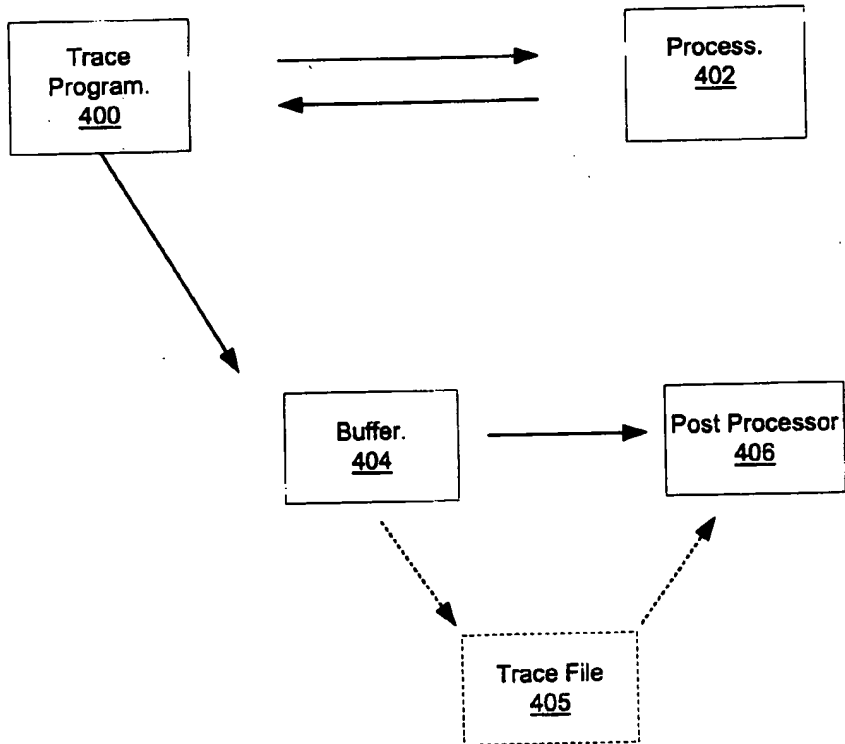 Trace
Program.
400
Process.
402
Buffer.
404
Post Processor
406
Trace File
405